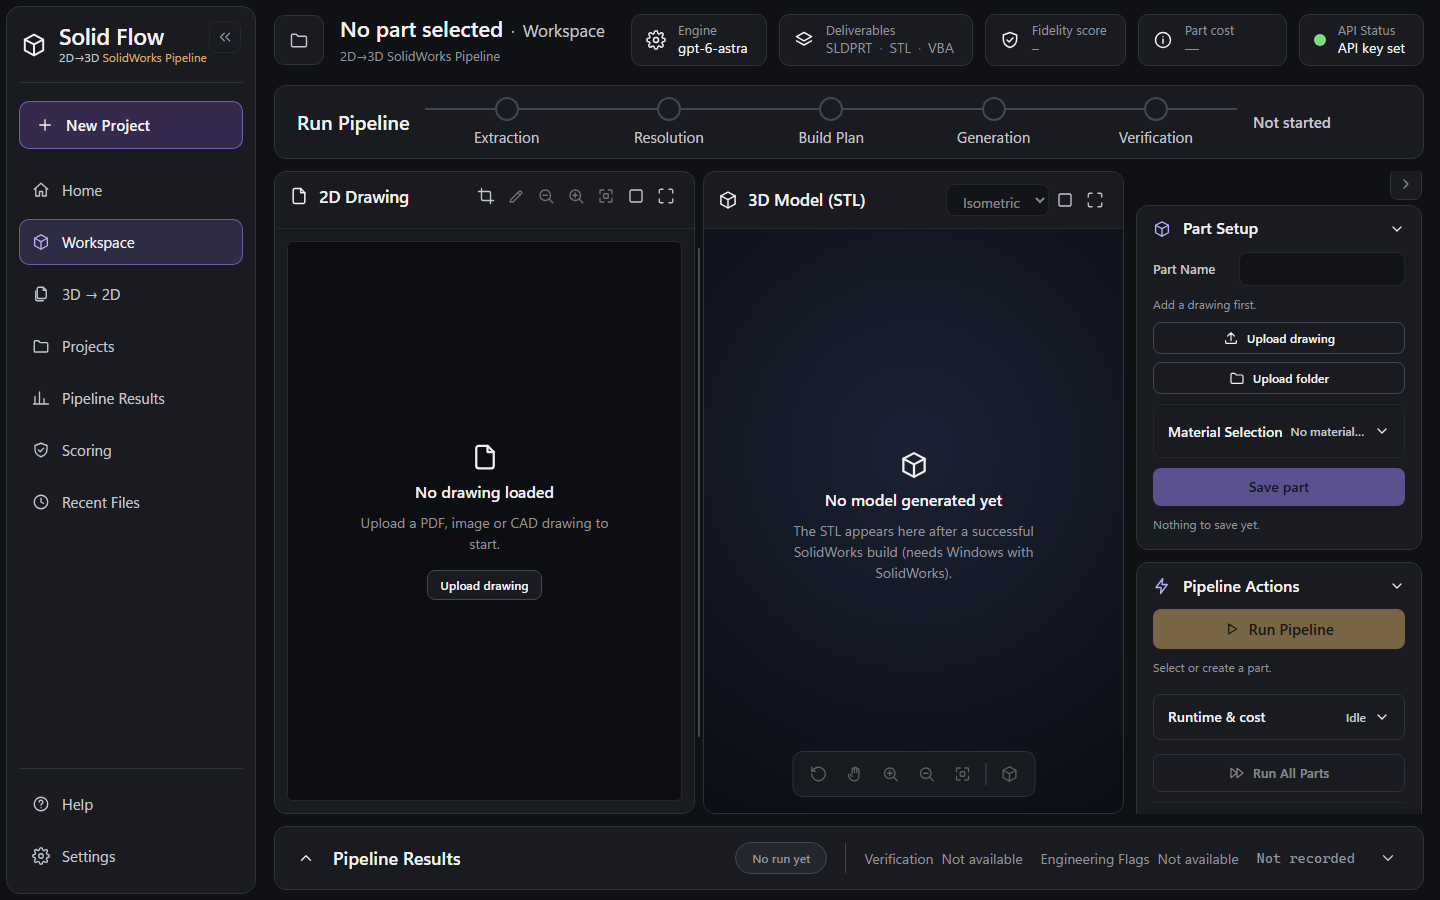 Solid Flow
2D→3D SolidWorks Pipeline
New Project
Home
Workspace
3D → 2D
Projects
Pipeline Results
Scoring
Recent Files
Help
Settings
No part selected · Workspace
2D→3D SolidWorks Pipeline
Engine
gpt-6-astra
Deliverables
SLDPRT · STL · VBA
Fidelity score
–
Part cost
—
API Status
API key set
Run Pipeline
Extraction
Resolution
Build Plan
Generation
Verification
Not started
2D Drawing
No drawing loaded
Upload a PDF, image or CAD drawing to
start.
Upload drawing
3D Model (STL)
Isometric
No model generated yet
The STL appears here after a successful
SolidWorks build (needs Windows with
SolidWorks).
Part Setup
Part Name
Add a drawing first.
Upload drawing
Upload folder
Material Selection No material...
Save part
Nothing to save yet.
Pipeline Actions
Run Pipeline
Select or create a part.
Runtime & cost Idle
Run All Parts
Pipeline Results
No run yet
Verification Not available
Engineering Flags Not available
Not recorded